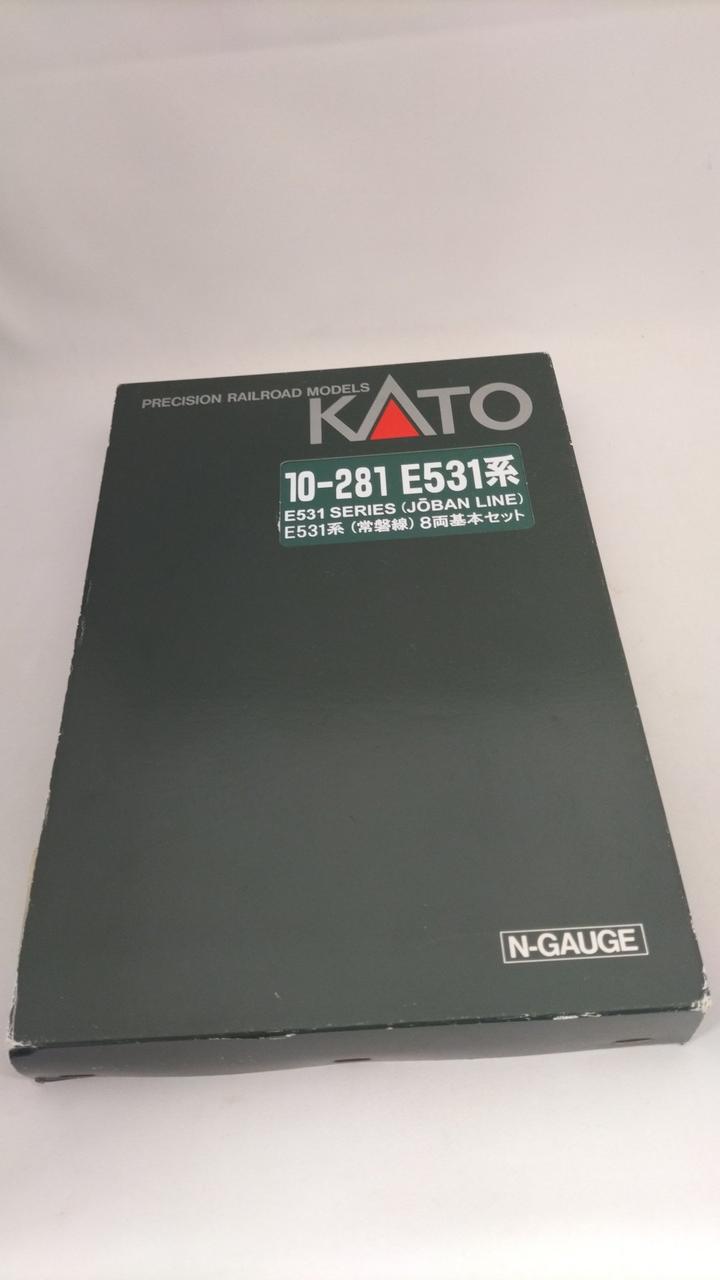 PRECISION RAILROAD MODELS
KATO
10-281 E531系
E531 SERIES (JŌBAN LINE)
E531系 (常磐線) 8両基本セット
N-GAUGE